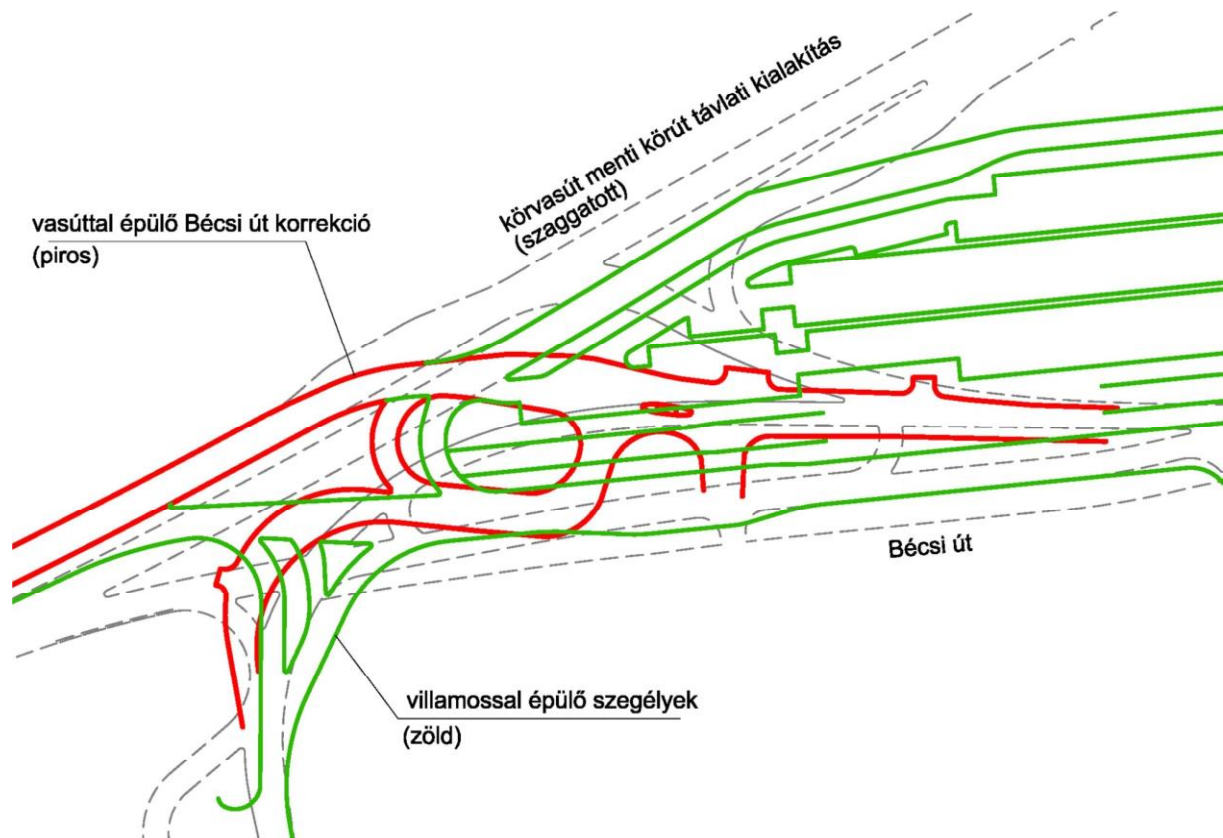 körvasút menti körút távlati kialakítás
(szaggatott)
vasúttal épülő Bécsi út korrekció
(piros)
Bécsi út
villamossal épülő szegélyek
(zöld)